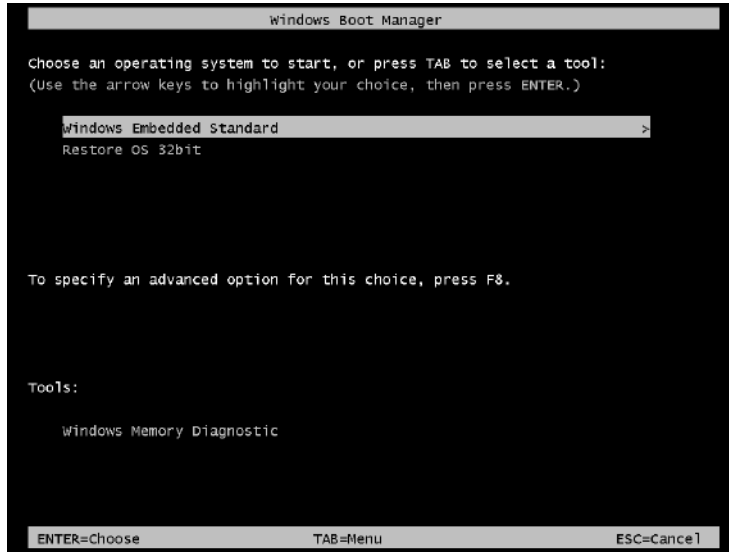 Windows Boot Manager
Choose an operating system to start, or press TAB to select a tool:
(Use the arrow keys to highlight your choice, then press ENTER.)
Windows Embedded Standard >
Restore OS 32bit
To specify an advanced option for this choice, press F8.
Tools:
Windows Memory Diagnostic
ENTER=Choose TAB=Menu ESC=Cancel